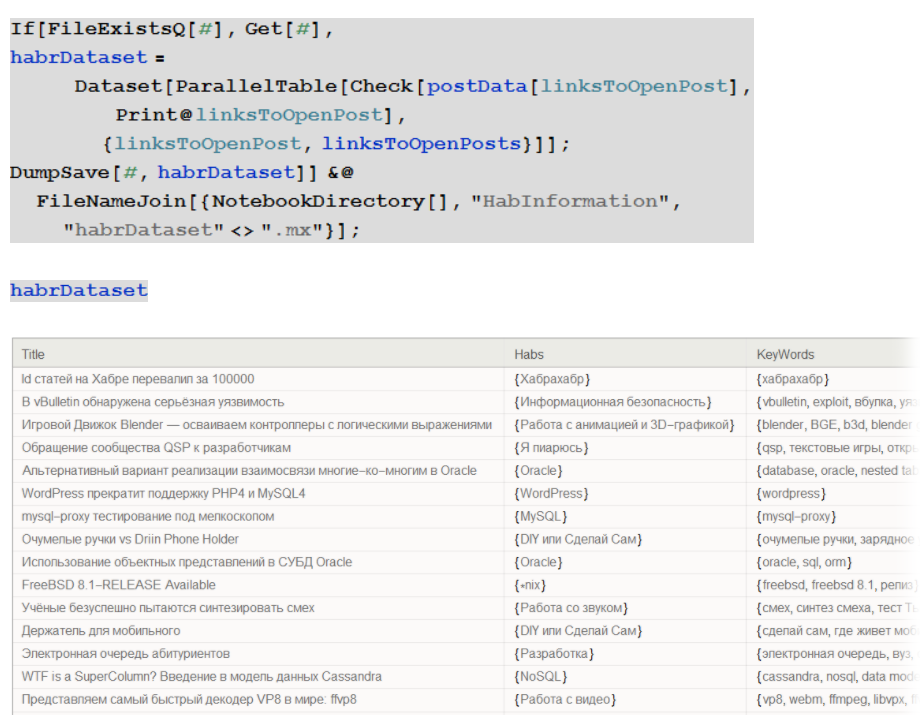 If[FileExistsQ[#], Get[#],
habrDataset =
Dataset[ParallelTable[Check[postData[linksToOpenPost],
Print@linksToOpenPost],
{linksToOpenPost, linksToOpenPosts}]];
DumpSave[#, habrDataset]] &@
FileNameJoin[{NotebookDirectory[], "HabInformation",
"habrDataset" <> ".mx"}];
habrDataset
Title Habs KeyWords
Id статей на Хабре перевалил за 100000 {Хабрахабр} {хабрахабр}
В vBulletin обнаружена серьёзная уязвимость {Информационная безопасность} {vbulletin, exploit, вбулка,
Игровой Движок Blender — осваиваем контроллеры с логическими выражениями {Работа с анимацией и 3D–графикой} {blender, BGE, b3d, blender
Обращение сообщества QSP к разработчикам {Я пиарюсь} {qsp, текстовые игры,
Альтернативный вариант реализации взаимосвязи многие–ко–многим в Oracle {Oracle} {database, oracle, nested
WordPress прекратит поддержку PHP4 и MySQL4 {WordPress} {wordpress}
mysql–proxy тестирование под мелкоскопом {MySQL} {mysql–proxy}
Очумелые ручки vs Driin Phone Holder {DIY или Сделай Сам} {очумелые ручки, зарядное
Использование объектных представлений в СУБД Oracle {Oracle} {oracle, sql, orm}
FreeBSD 8.1–RELEASE Available {*nix} {freebsd, freebsd 8.1, релиз}
Учёные безуспешно пытаются синтезировать смех {Работа со звуком} {смех, синтез смеха, тест
Держатель для мобильного {DIY или Сделай Сам} {сделай сам, где живет
Электронная очередь абитуриентов {Разработка} {электронная очередь, вуз,
WTF is a SuperColumn? Введение в модель данных Cassandra {NoSQL} {cassandra, nosql, data
Представляем самый быстрый декодер VP8 в мире: ffvp8 {Работа с видео} {vp8, webm, ffmpeg, libvpx,